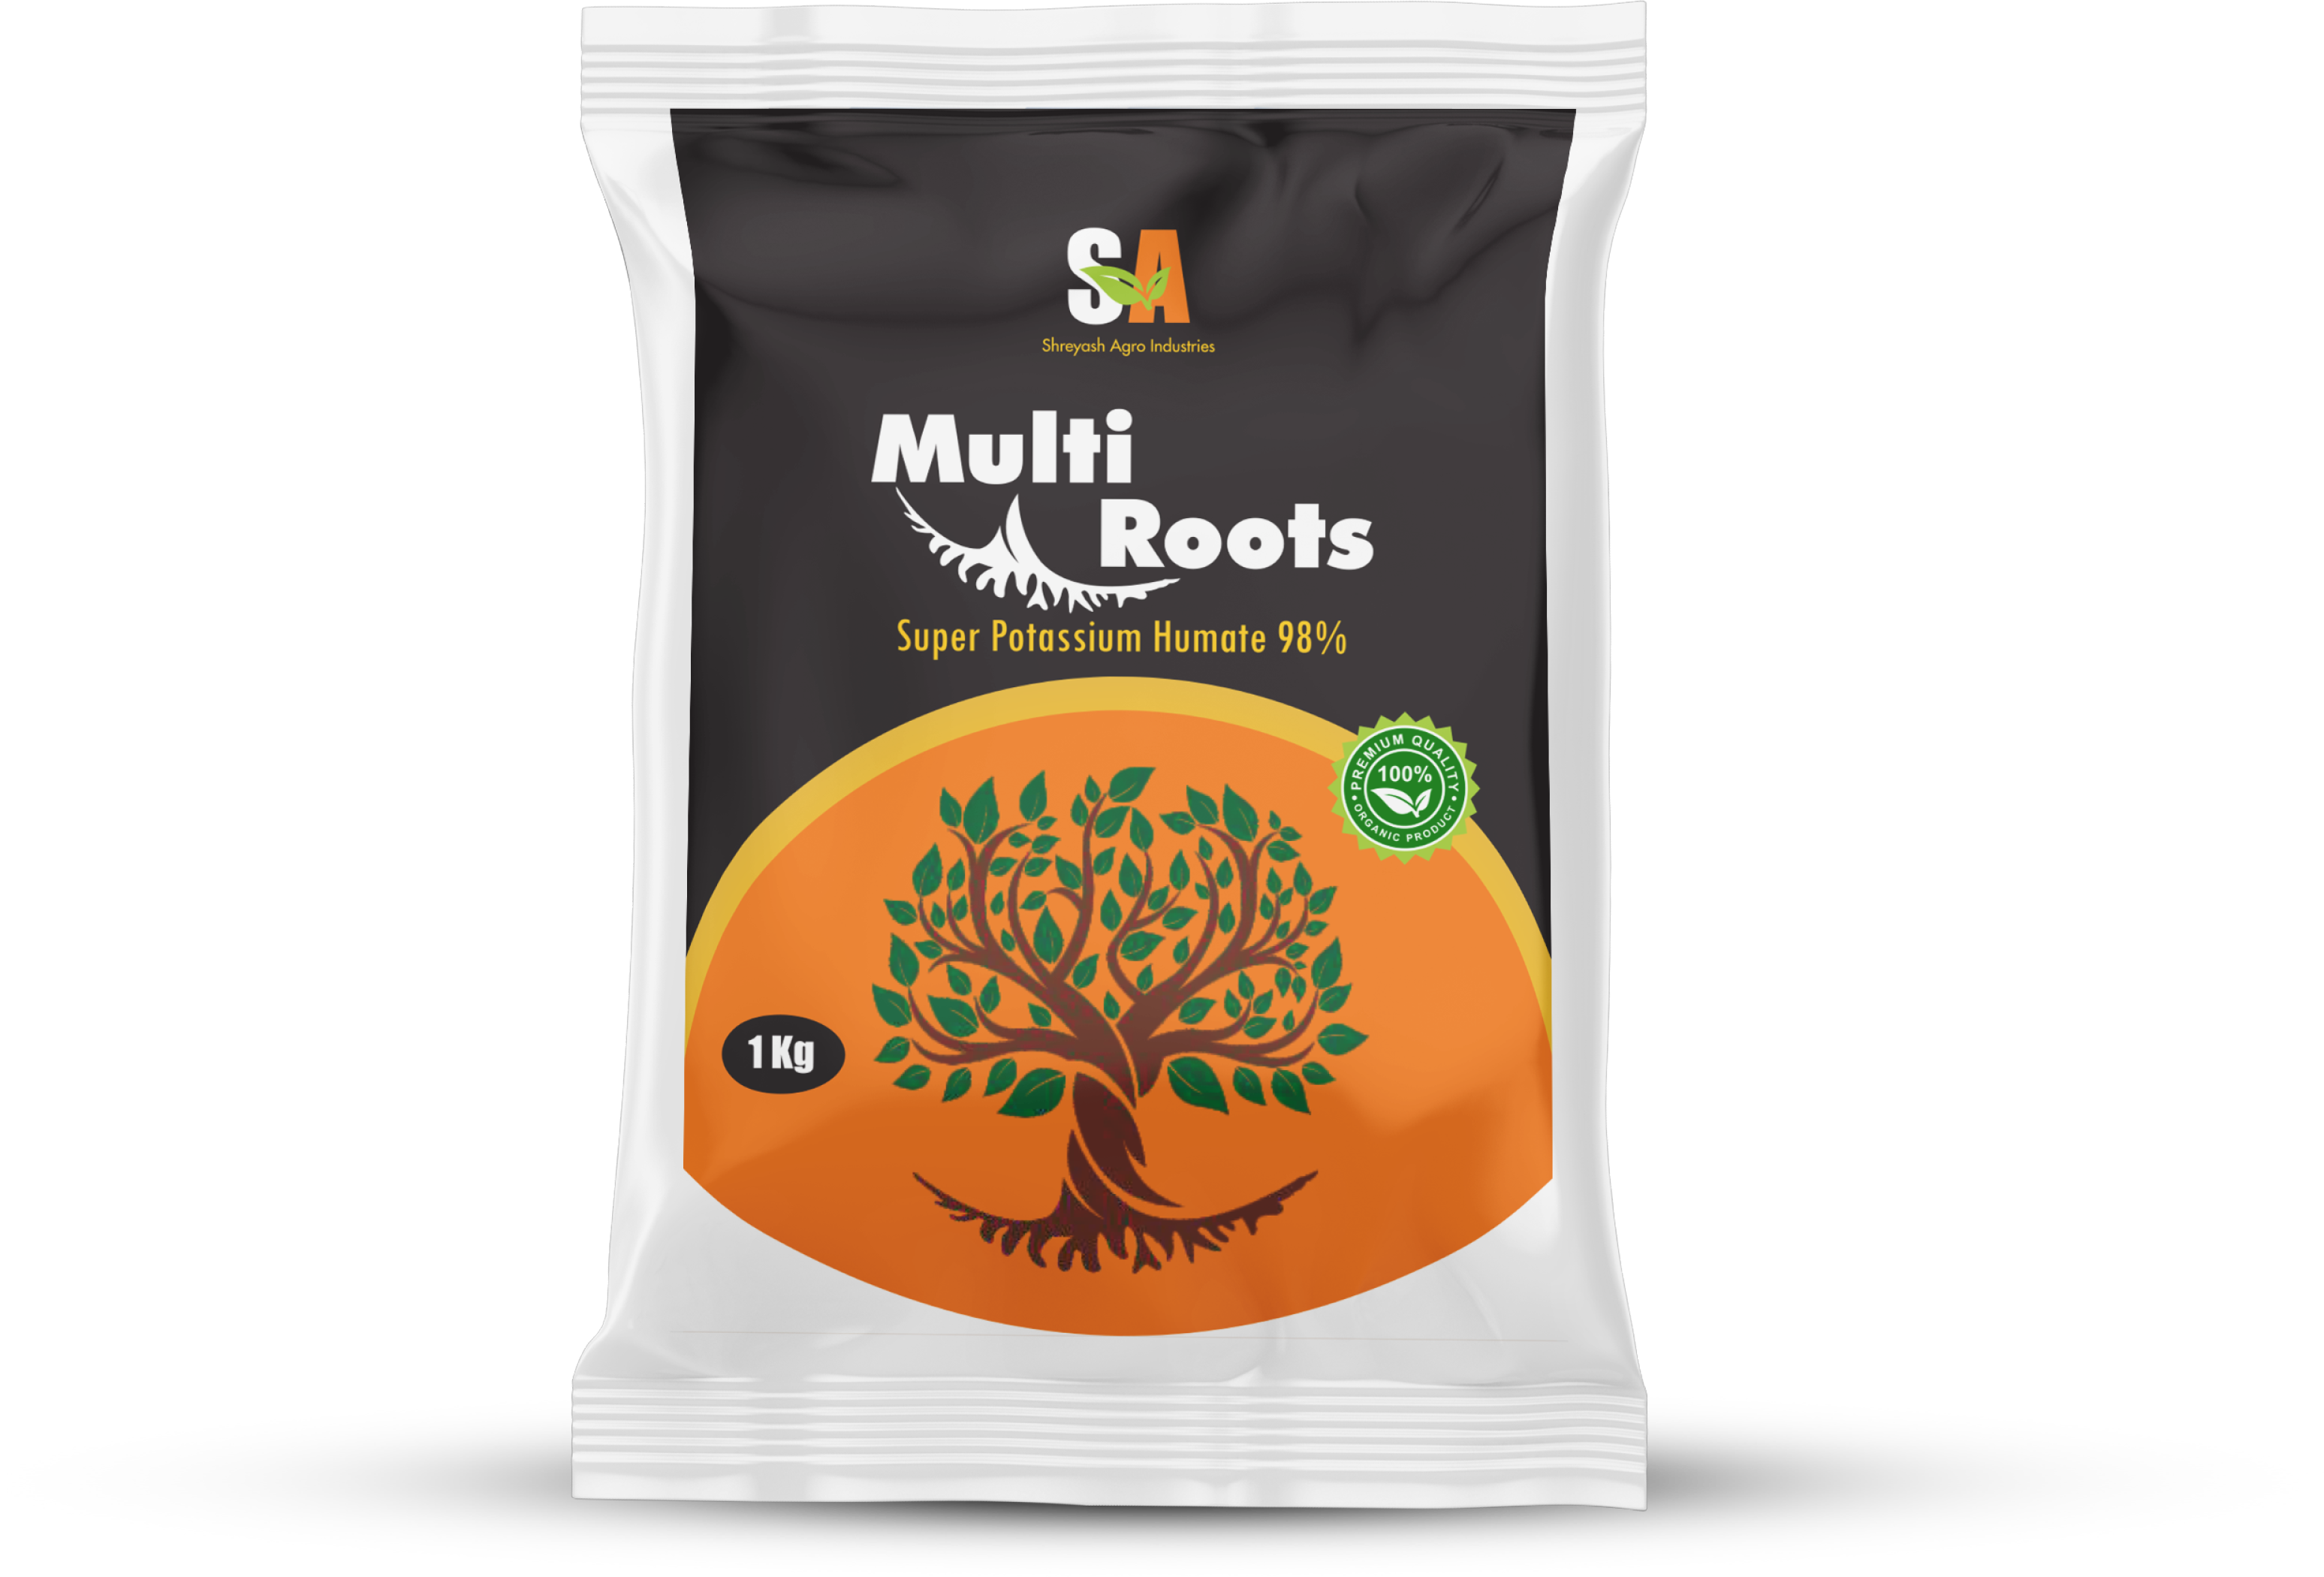 SA
Shreyash Agro Industries
Multi
Roots
Super Potassium Humate 98%
PREMIUM QUALITY
100%
ORGANIC PRODUCT
1 Kg